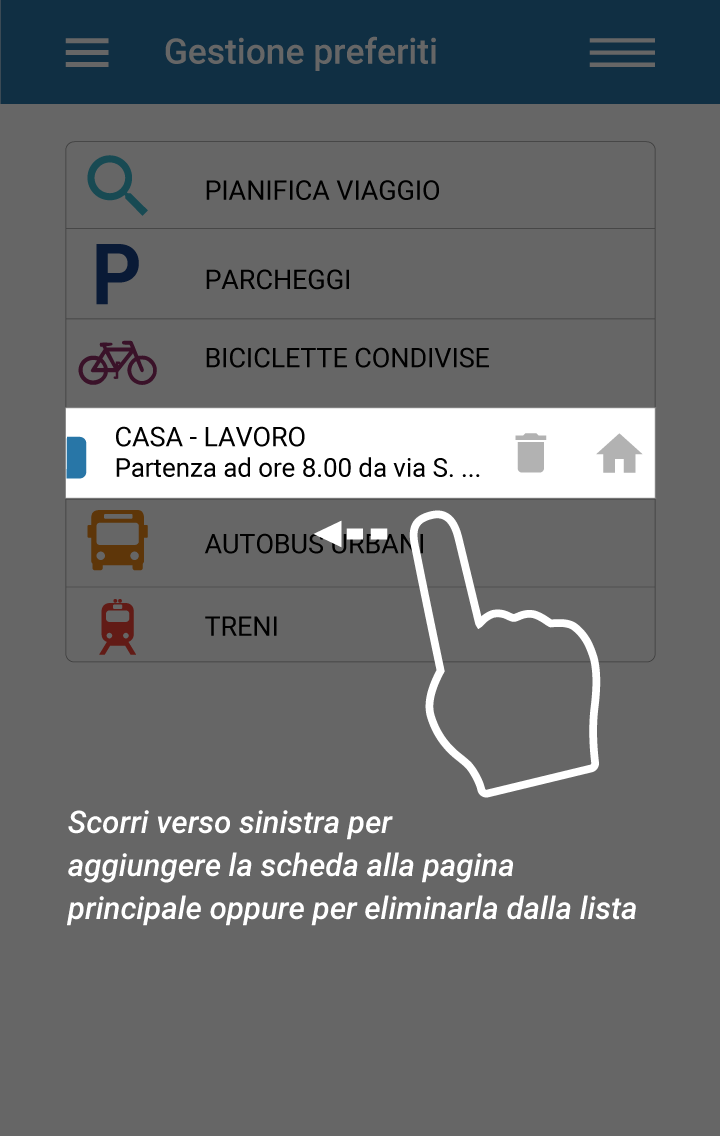 Gestione preferiti
PIANIFICA VIAGGIO
P
PARCHEGGI
BICICLETTE CONDIVISE
CASA - LAVORO
Partenza ad ore 8.00 da via S. ...
AUTOBUS URBANI
TRENI
Scorri verso sinistra per
aggiungere la scheda alla pagina
principale oppure per eliminarla dalla lista